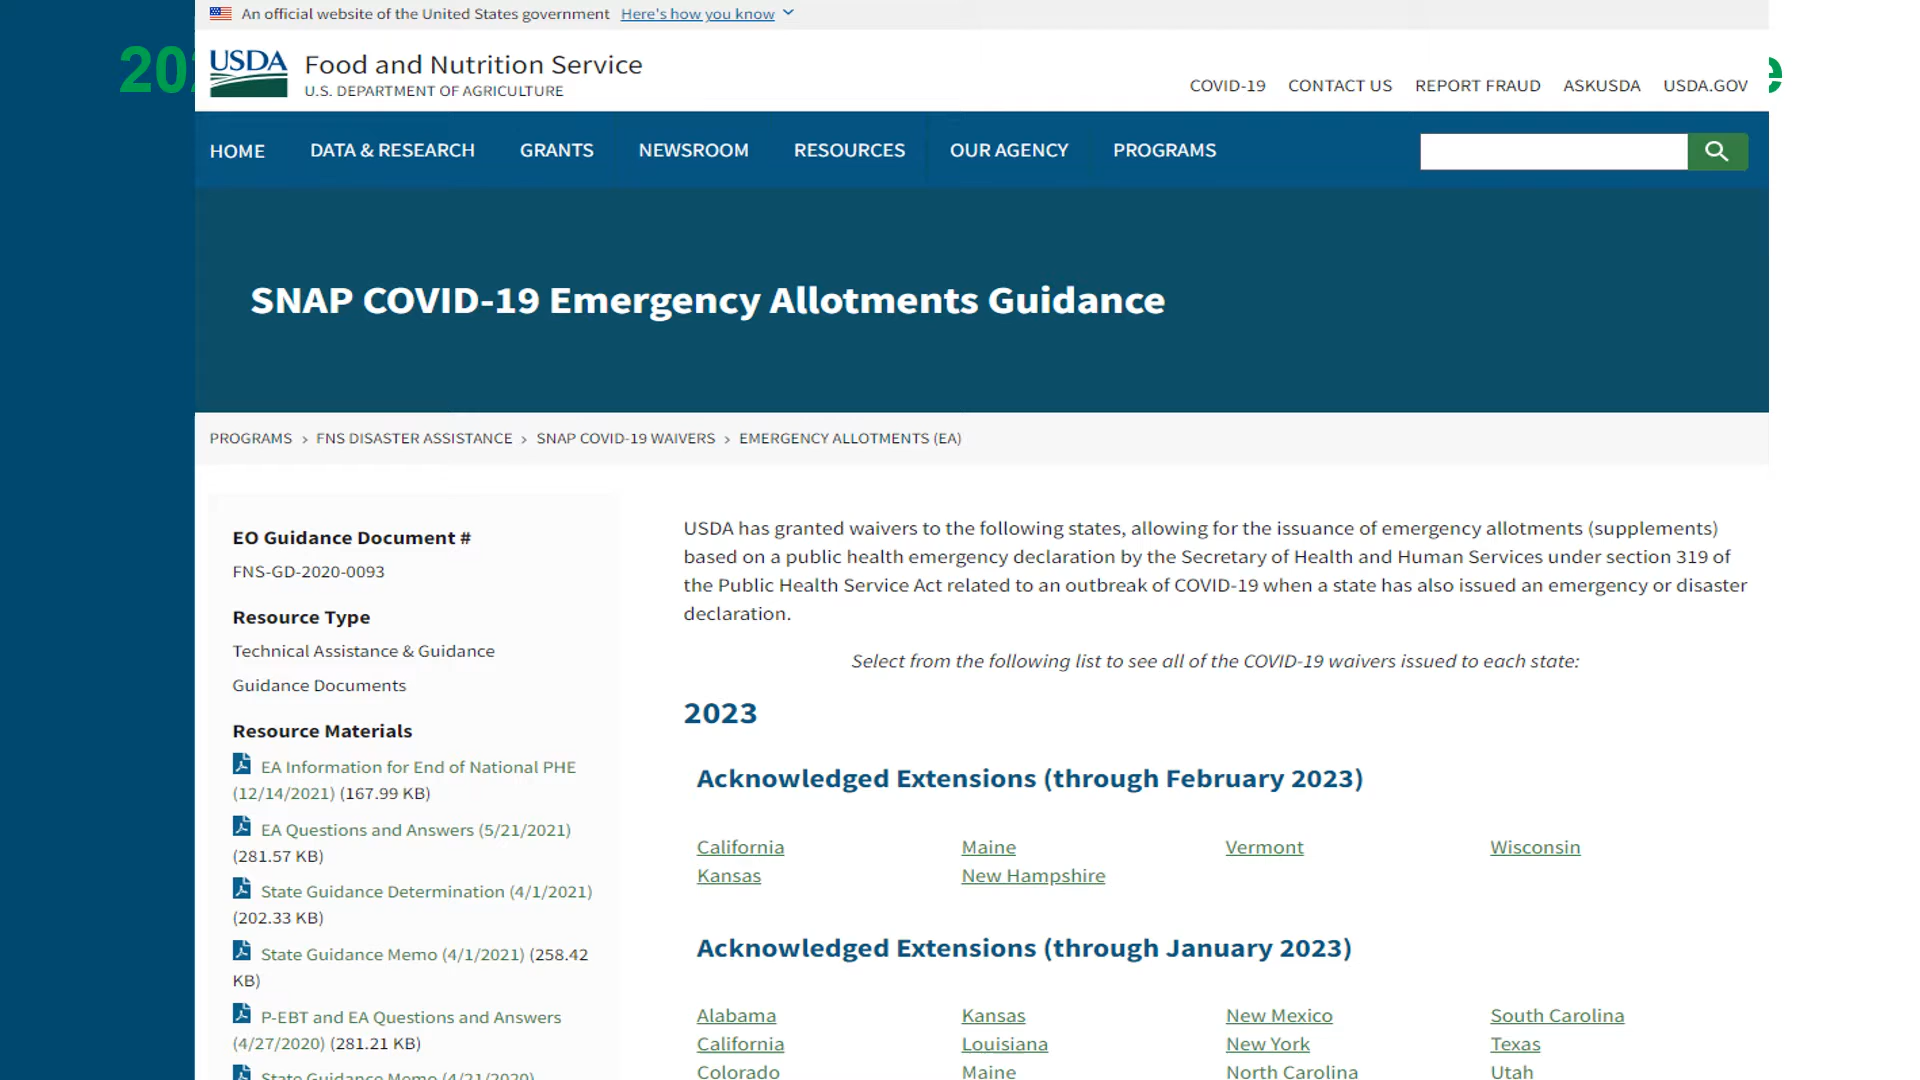 An official website of the United States government Here's how you know
USDA Food and Nutrition Service
U.S. DEPARTMENT OF AGRICULTURE
COVID-19 CONTACT US REPORT FRAUD ASKUSDA USDA.GOV
HOME DATA & RESEARCH GRANTS NEWSROOM RESOURCES OUR AGENCY PROGRAMS
SNAP COVID-19 Emergency Allotments Guidance
PROGRAMS > FNS DISASTER ASSISTANCE > SNAP COVID-19 WAIVERS > EMERGENCY ALLOTMENTS (EA)
EO Guidance Document #
FNS-GD-2020-0093
Resource Type
Technical Assistance & Guidance
Guidance Documents
Resource Materials
EA Information for End of National PHE
(12/14/2021) (167.99 KB)
EA Questions and Answers (5/21/2021)
(281.57 KB)
State Guidance Determination (4/1/2021)
(202.33 KB)
State Guidance Memo (4/1/2021) (258.42
KB)
P-EBT and EA Questions and Answers
(4/27/2020) (281.21 KB)
State Guidance Memo (4/21/2020)
USDA has granted waivers to the following states, allowing for the issuance of emergency allotments (supplements)
based on a public health emergency declaration by the Secretary of Health and Human Services under section 319 of
the Public Health Service Act related to an outbreak of COVID-19 when a state has also issued an emergency or disaster
declaration.
Select from the following list to see all of the COVID-19 waivers issued to each state:
2023
Acknowledged Extensions (through February 2023)
California Maine Vermont Wisconsin
Kansas New Hampshire
Acknowledged Extensions (through January 2023)
Alabama Kansas New Mexico South Carolina
California Louisiana New York Texas
Colorado Maine North Carolina Utah